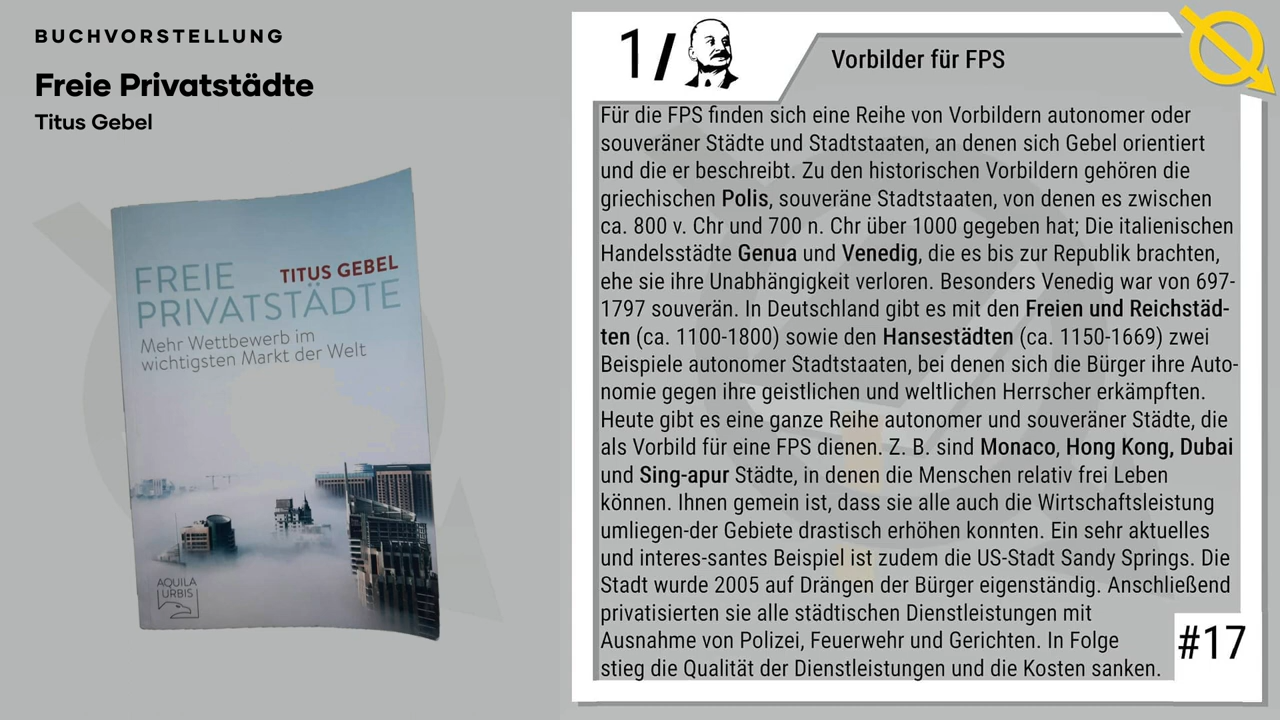 BUCHVORSTELLUNG
Freie Privatstädte
Titus Gebel
FREIE
TITUS GEBEL
PRIVATSTÄDTE
Mehr Wettbewerb im
wichtigsten Markt der Welt
AQUILA
URBIS
1/
Vorbilder für FPS
Für die FPS finden sich eine Reihe von Vorbildern autonomer oder
souveräner Städte und Stadtstaaten, an denen sich Gebel orientiert
und die er beschreibt. Zu den historischen Vorbildern gehören die
griechischen Polis, souveräne Stadtstaaten, von denen es zwischen
ca. 800 v. Chr und 700 n. Chr über 1000 gegeben hat; Die italienischen
Handelsstädte Genua und Venedig, die es bis zur Republik brachten,
ehe sie ihre Unabhängigkeit verloren. Besonders Venedig war von 697-
1797 souverän. In Deutschland gibt es mit den Freien und Reichstäd-
ten (ca. 1100-1800) sowie den Hansestädten (ca. 1150-1669) zwei
Beispiele autonomer Stadtstaaten, bei denen sich die Bürger ihre Auto-
nomie gegen ihre geistlichen und weltlichen Herrscher erkämpften.
Heute gibt es eine ganze Reihe autonomer und souveräner Städte, die
als Vorbild für eine FPS dienen. Z. B. sind Monaco, Hong Kong, Dubai
und Sing-apur Städte, in denen die Menschen relativ frei Leben
können. Ihnen gemein ist, dass sie alle auch die Wirtschaftsleistung
umliegen-der Gebiete drastisch erhöhen konnten. Ein sehr aktuelles
und interes-santes Beispiel ist zudem die US-Stadt Sandy Springs. Die
Stadt wurde 2005 auf Drängen der Bürger eigenständig. Anschließend
privatisierten sie alle städtischen Dienstleistungen mit
Ausnahme von Polizei, Feuerwehr und Gerichten. In Folge
stieg die Qualität der Dienstleistungen und die Kosten sanken.
#17